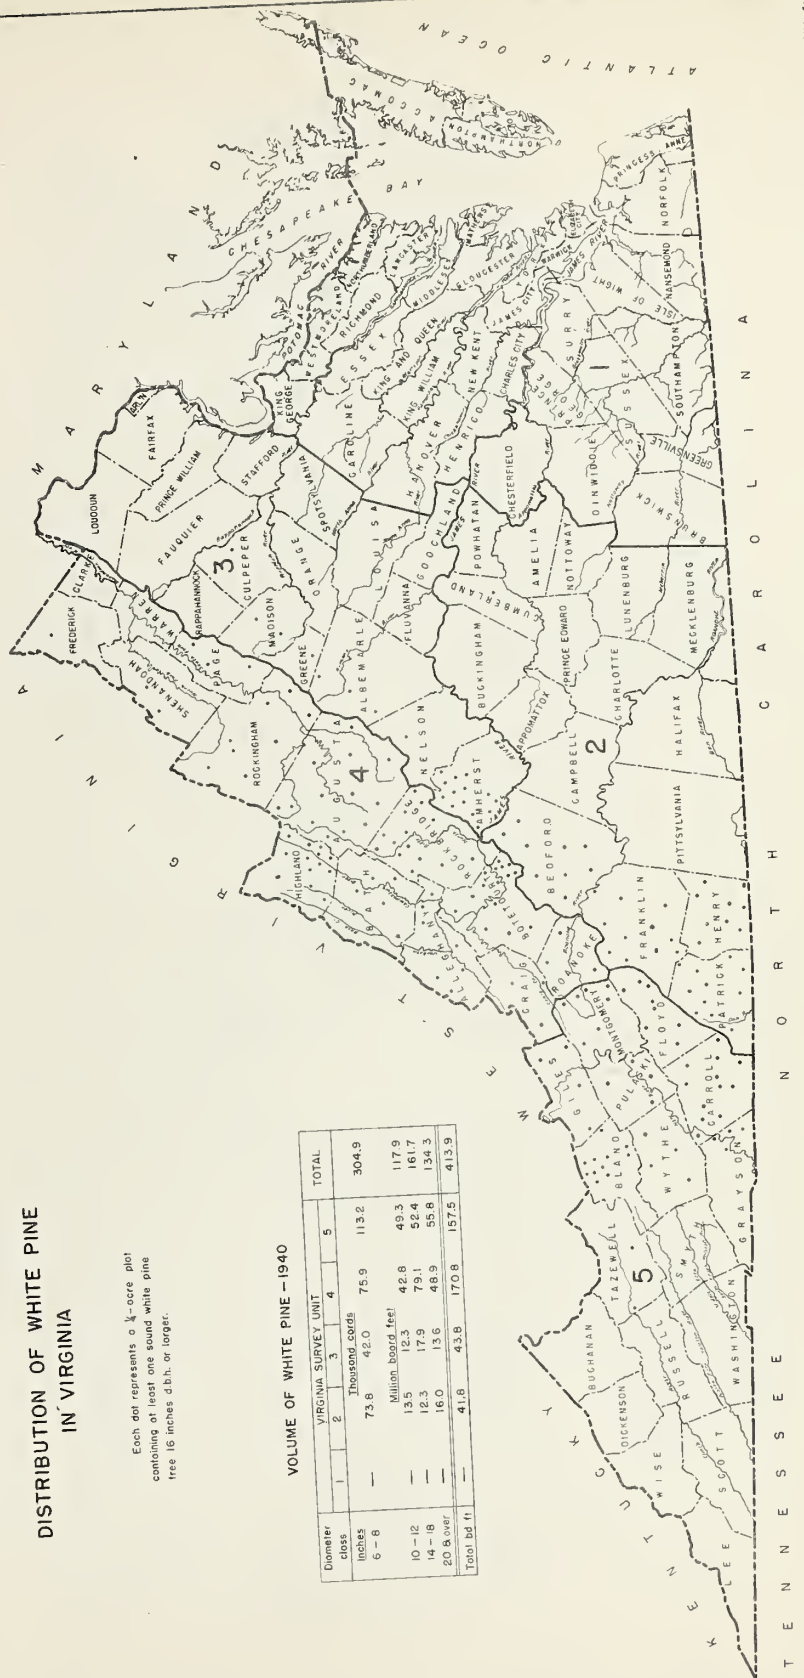 DISTRIBUTION OF WHITE PINE
IN VIRGINIA
Each dot represents a ¼-acre plot
containing at least one sound white pine
tree 16 inches d.b.h. or larger.
VOLUME OF WHITE PINE – 1940
Diameter class | VIRGINIA SURVEY UNIT | TOTAL
1 | 2 | 3 | 4 | 5
Inches | Thousand cords
6 – 8 | — | 73.8 | 42.0 | 75.9 | 113.2 | 304.9
Million board feet
10 – 12 | — | 13.5 | 12.3 | 42.8 | 49.3 | 117.9
14 – 18 | — | 12.3 | 17.9 | 79.1 | 52.4 | 161.7
20 & over | — | 16.0 | 13.6 | 48.9 | 55.8 | 134.3
Total bd ft | — | 41.8 | 43.8 | 170.8 | 157.5 | 413.9
WEST VIRGINIA
MARYLAND
KENTUCKY
TENNESSEE
NORTH CAROLINA
ATLANTIC OCEAN
CHESAPEAKE BAY
POTOMAC RIVER
JAMES RIVER
JAMES RIVER
1
2
3
4
5
FREDERICK
CLARKE
LOUDOUN
ARLN
FAIRFAX
PRINCE WILLIAM
FAUQUIER
WARREN
SHENANDOAH
RAPPAHANNOCK
PAGE
CULPEPER
STAFFORD
KING GEORGE
MADISON
ORANGE
SPOTSYLVANIA
GREENE
ROCKINGHAM
CAROLINE
ESSEX
WESTMORELAND
RICHMOND
NORTHUMBERLAND
LANCASTER
MIDDLESEX
KING AND QUEEN
KING WILLIAM
GLOUCESTER
MATHEWS
ACCOMAC
NORTHAMPTON
HIGHLAND
AUGUSTA
ALBEMARLE
LOUISA
HANOVER
NEW KENT
JAMES CITY
YORK
WARWICK
ELIZABETH CITY
BATH
ROCKBRIDGE
NELSON
FLUVANNA
GOOCHLAND
HENRICO
CHARLES CITY
POWHATAN
CHESTERFIELD
PRINCE GEORGE
SURRY
ISLE OF WIGHT
NANSEMOND
NORFOLK
PRINCESS ANNE
ALLEGHANY
BOTETOURT
AMHERST
BUCKINGHAM
CUMBERLAND
AMELIA
DINWIDDIE
SUSSEX
SOUTHAMPTON
GREENSVILLE
CRAIG
ROANOKE
BEDFORD
APPOMATTOX
CAMPBELL
PRINCE EDWARD
NOTTOWAY
LUNENBURG
BRUNSWICK
CHARLOTTE
MECKLENBURG
HALIFAX
PITTSYLVANIA
FRANKLIN
HENRY
PATRICK
GILES
MONTGOMERY
FLOYD
PULASKI
CARROLL
BLAND
WYTHE
GRAYSON
TAZEWELL
SMYTH
BUCHANAN
RUSSELL
WASHINGTON
DICKENSON
WISE
SCOTT
LEE